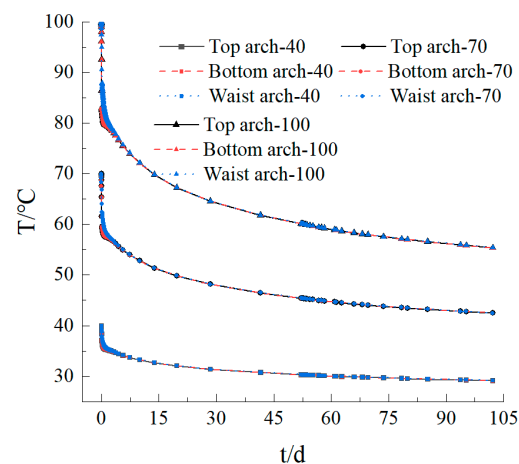 100
90
80
70
60
50
40
30
T/°C
Top arch-40
Top arch-70
Bottom arch-40
Bottom arch-70
Waist arch-40
Waist arch-70
Top arch-100
Bottom arch-100
Waist arch-100
0 15 30 45 60 75 90 105
t/d